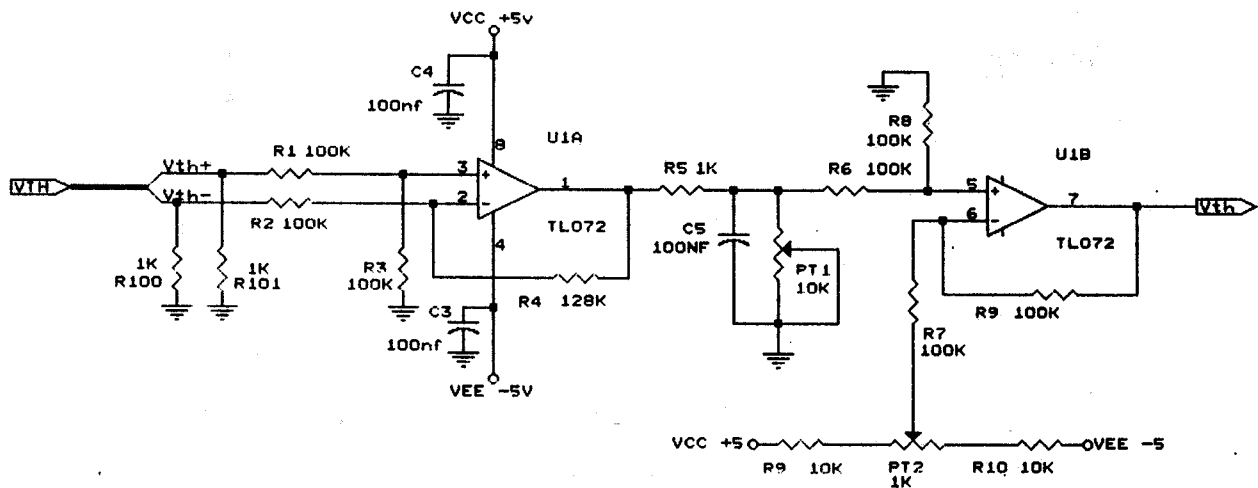 VCC +5v
C4
100nf
8
U1A
VTH
Vth+
Vth-
R1 100K
R2 100K
3
+
2
-
1
TL072
4
1K
R100
1K
R101
R3
100K
R4 128K
C3
100nf
VEE -5V
R5 1K
C5
100NF
PT1
10K
R6 100K
R8
100K
U1B
5
+
6
-
7
Vth
TL072
R7
100K
R9 100K
VCC +5
R9 10K
PT2
1K
R10 10K
VEE -5